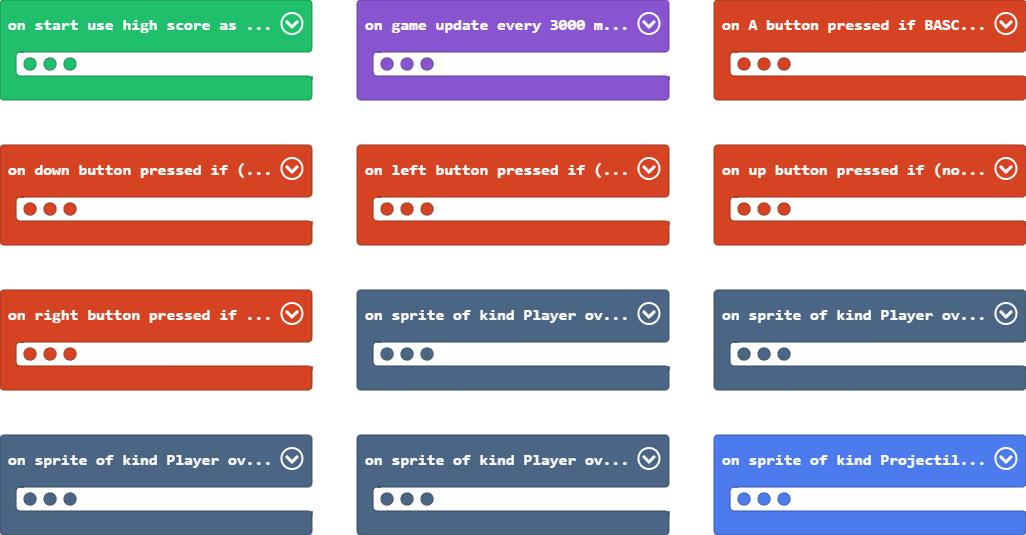 on start use high score as ...
on game update every 3000 m...
on A button pressed if BASC...
on down button pressed if (...
on left button pressed if (...
on up button pressed if (no...
on right button pressed if ...
on sprite of kind Player ov...
on sprite of kind Player ov...
on sprite of kind Player ov...
on sprite of kind Player ov...
on sprite of kind Projectil...